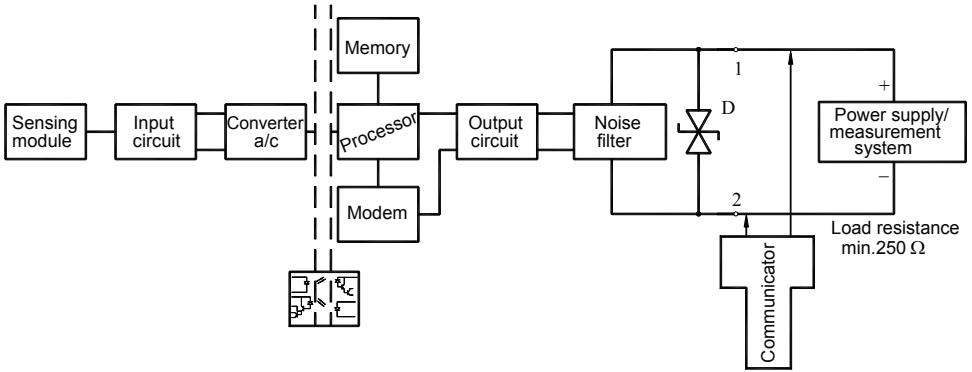 Memory
Sensing
module
Input
circuit
Converter
a/c
Processor
Output
circuit
Noise
filter
Modem
1
D
2
+
Power supply/
measurement
system
−
Load resistance
min.250 Ω
Communicator